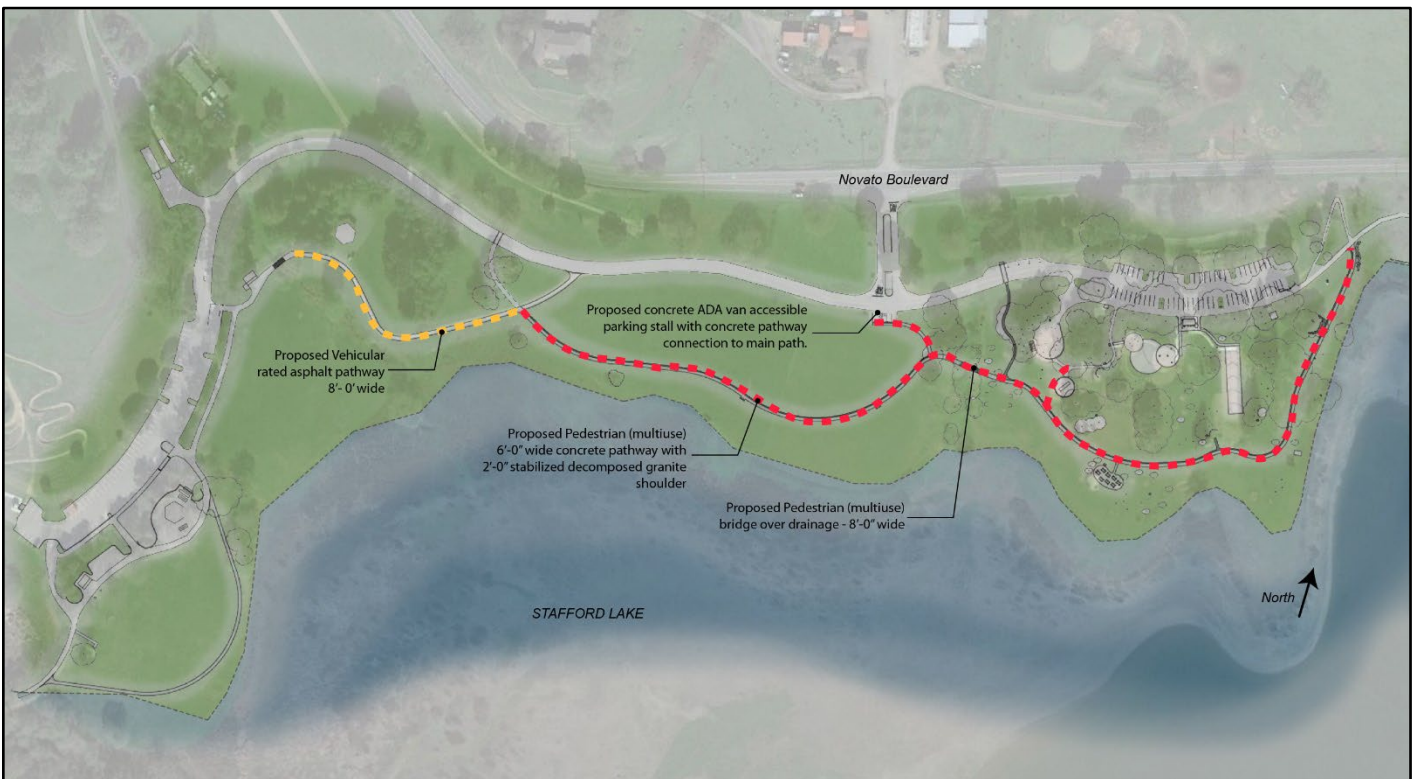 Novato Boulevard
Proposed concrete ADA van accessible
parking stall with concrete pathway
connection to main path.
Proposed Vehicular
rated asphalt pathway
8'- 0' wide
Proposed Pedestrian (multiuse)
6'-0" wide concrete pathway with
2'-0" stabilized decomposed granite
shoulder
Proposed Pedestrian (multiuse)
bridge over drainage - 8'-0" wide
STAFFORD LAKE
North